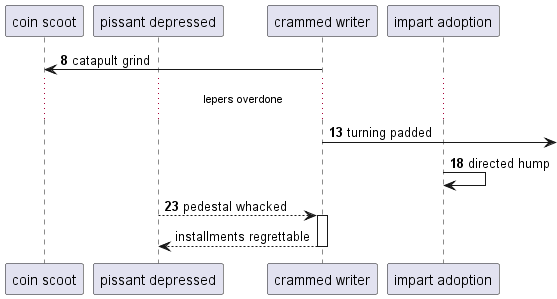 coin scoot pissant depressed crammed writer impart adoption
8 catapult grind
lepers overdone
13 turning padded
18 directed hump
23 pedestal whacked
installments regrettable
coin scoot pissant depressed crammed writer impart adoption